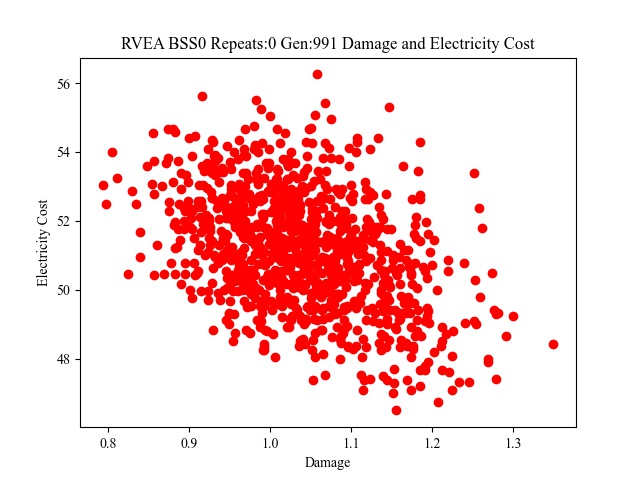 RVEA BSS0 Repeats:0 Gen:991 Damage and Electricity Cost
56
54
52
50
48
Electricity Cost
0.8 0.9 1.0 1.1 1.2 1.3
Damage